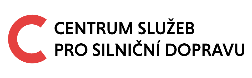 CENTRUM SLUŽEB
PRO SILNIČNÍ DOPRAVU